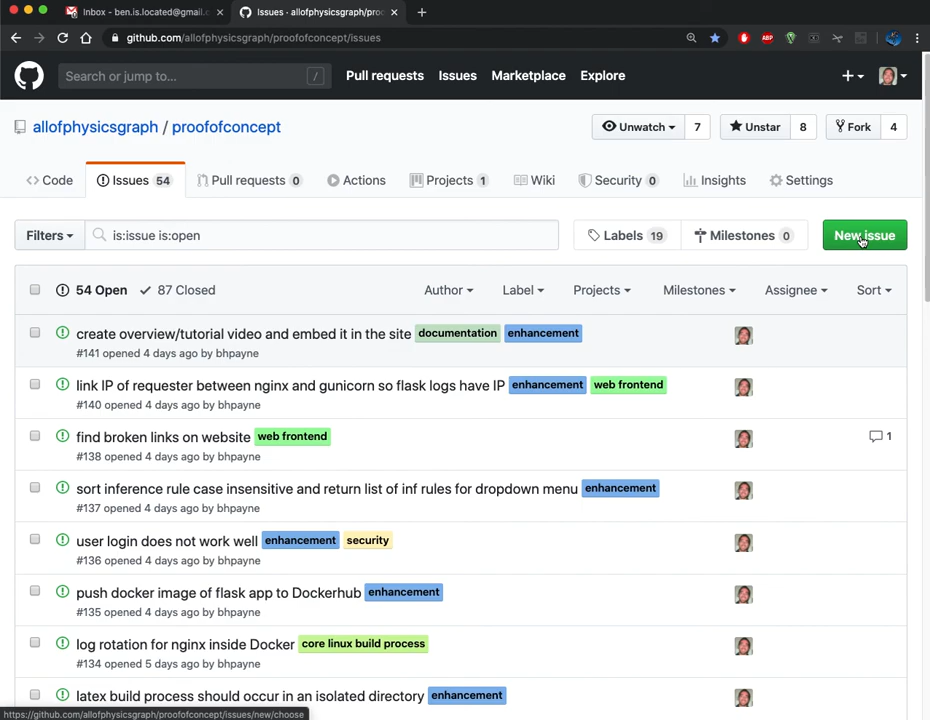 Inbox - ben.is.located@gmail.c
Issues · allofphysicsgraph/proo
github.com/allofphysicsgraph/proofofconcept/issues
ABP
Search or jump to... /
Pull requests Issues Marketplace Explore
allofphysicsgraph / proofofconcept
Unwatch 7 Unstar 8 Fork 4
Code Issues 54 Pull requests 0 Actions Projects 1 Wiki Security 0 Insights Settings
Filters is:issue is:open Labels 19 Milestones 0 New issue
54 Open 87 Closed Author Label Projects Milestones Assignee Sort
create overview/tutorial video and embed it in the site documentation enhancement
#141 opened 4 days ago by bhpayne
link IP of requester between nginx and gunicorn so flask logs have IP enhancement web frontend
#140 opened 4 days ago by bhpayne
find broken links on website web frontend 1
#138 opened 4 days ago by bhpayne
sort inference rule case insensitive and return list of inf rules for dropdown menu enhancement
#137 opened 4 days ago by bhpayne
user login does not work well enhancement security
#136 opened 4 days ago by bhpayne
push docker image of flask app to Dockerhub enhancement
#135 opened 4 days ago by bhpayne
log rotation for nginx inside Docker core linux build process
#134 opened 5 days ago by bhpayne
latex build process should occur in an isolated directory enhancement
https://github.com/allofphysicsgraph/proofofconcept/issues/new/choose